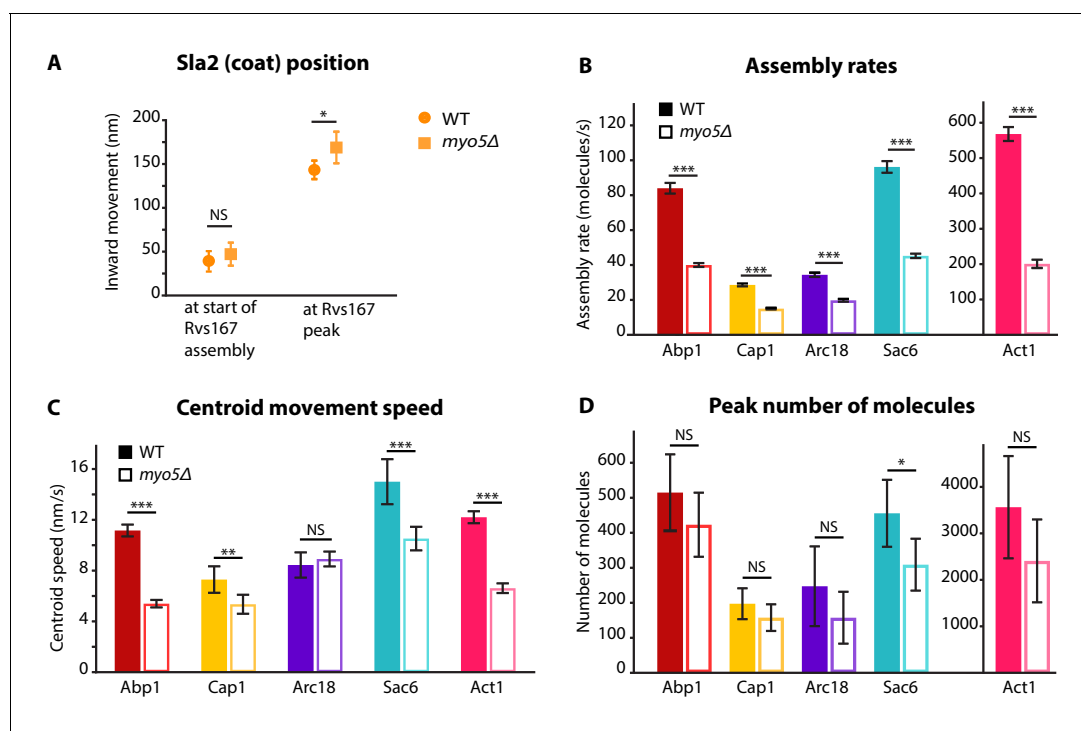 A
Sla2 (coat) position
WT
myo5Δ
Inward movement (nm)
200
150
100
50
0
NS
*
at start of
Rvs167
assembly
at Rvs167
peak
B
Assembly rates
WT
myo5Δ
Assembly rate (molecules/s)
120
80
60
40
20
0
600
500
400
300
200
100
***
***
***
***
***
Abp1
Cap1
Arc18
Sac6
Act1
C
Centroid movement speed
WT
myo5Δ
Centroid speed (nm/s)
16
12
8
4
0
***
**
NS
***
***
Abp1
Cap1
Arc18
Sac6
Act1
D
Peak number of molecules
Number of molecules
600
500
400
300
200
100
0
4000
3000
2000
1000
NS
NS
NS
*
NS
Abp1
Cap1
Arc18
Sac6
Act1